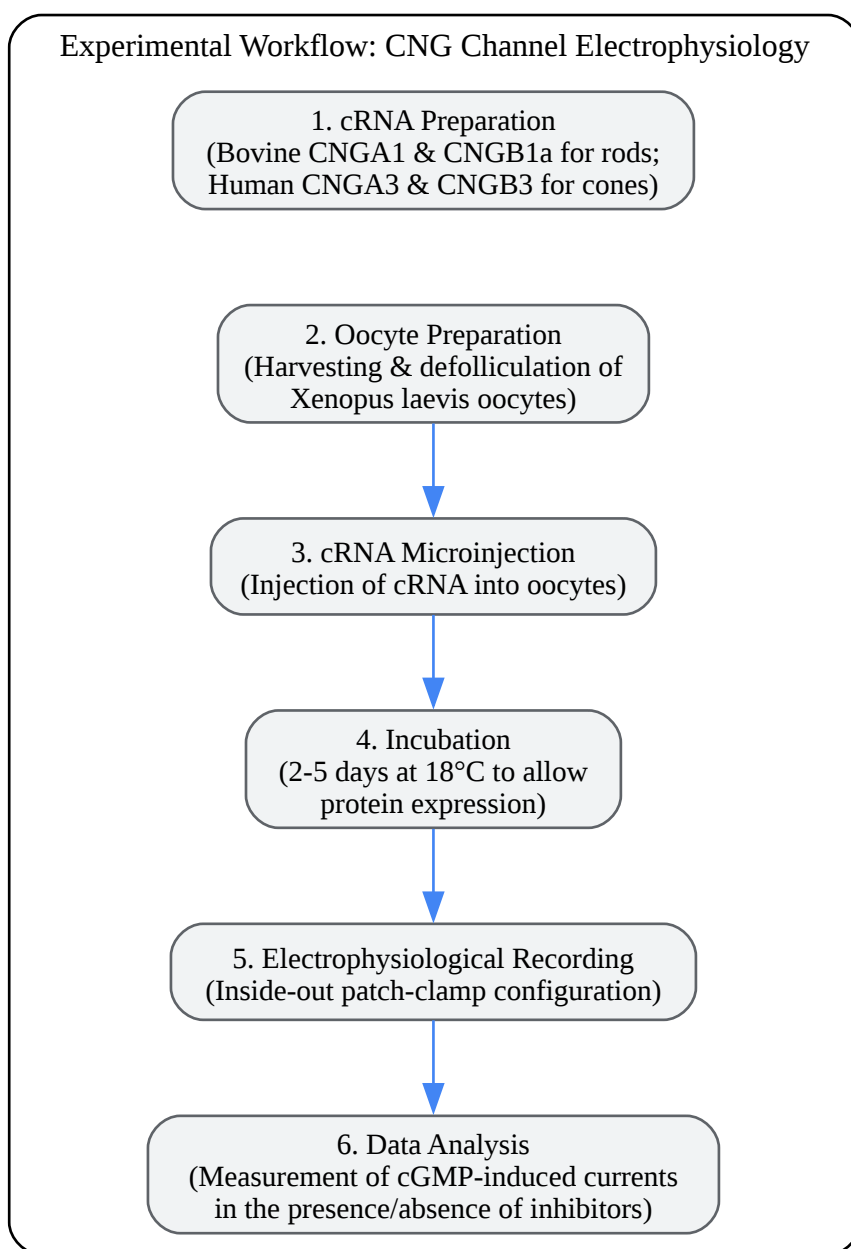 Experimental Workflow: CNG Channel Electrophysiology
1. cRNA Preparation
(Bovine CNGA1 & CNGB1a for rods;
Human CNGA3 & CNGB3 for cones)
2. Oocyte Preparation
(Harvesting & defolliculation of
Xenopus laevis oocytes)
3. cRNA Microinjection
(Injection of cRNA into oocytes)
4. Incubation
(2-5 days at 18°C to allow
protein expression)
5. Electrophysiological Recording
(Inside-out patch-clamp configuration)
6. Data Analysis
(Measurement of cGMP-induced currents
in the presence/absence of inhibitors)